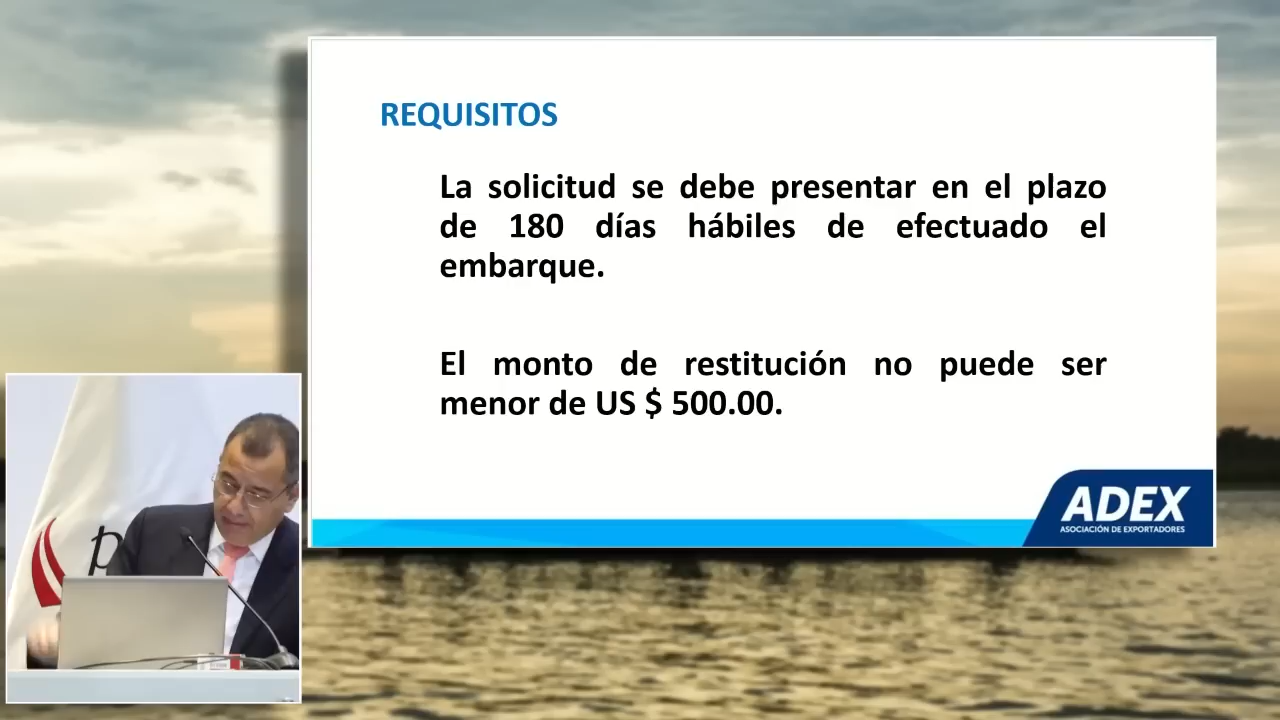 REQUISITOS
La solicitud se debe presentar en el plazo
de 180 días hábiles de efectuado el
embarque.
El monto de restitución no puede ser
menor de US $ 500.00.
ADEX
ASOCIACIÓN DE EXPORTADORES